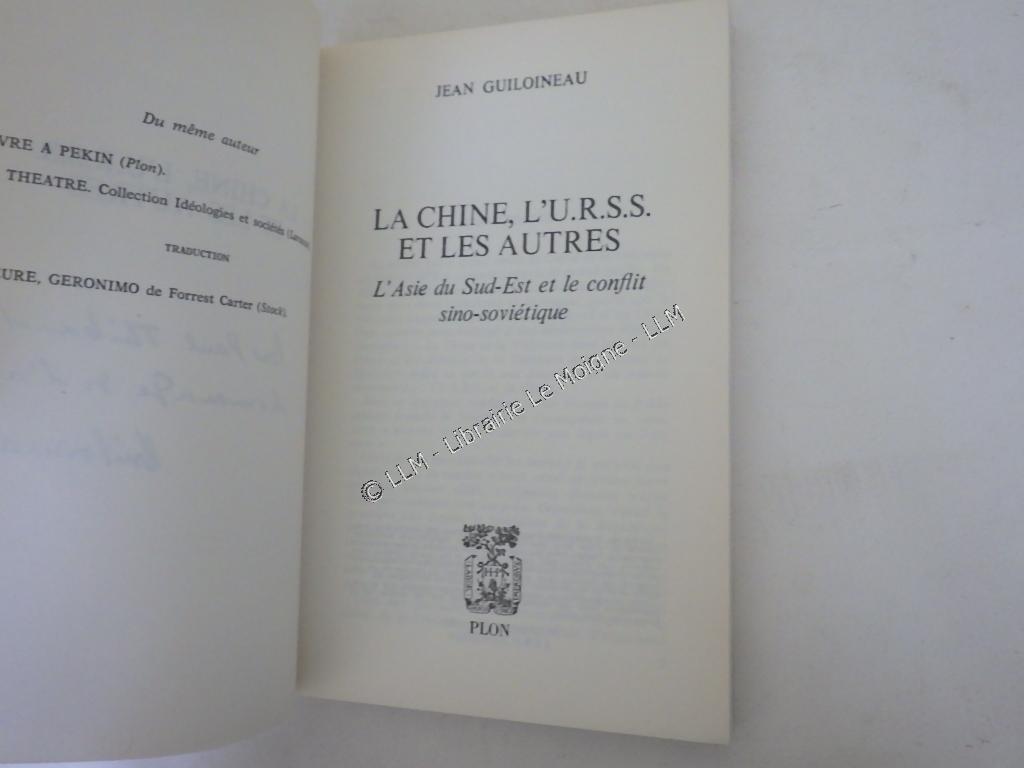 Du même auteur
VRE A PEKIN (Plon).
THEATRE. Collection Idéologies et sociétés (Larousse
TRADUCTION
EURE, GERONIMO de Forrest Carter (Stock).
JEAN GUILOINEAU
LA CHINE, L'U.R.S.S.
ET LES AUTRES
L'Asie du Sud-Est et le conflit
sino-soviétique
© LLM - Librairie Le Moigne - LLM
PLON